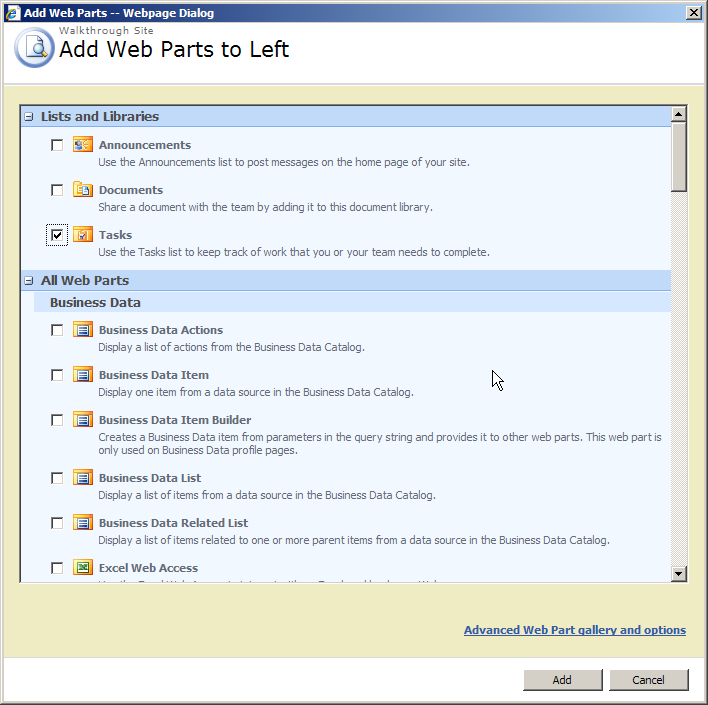 Add Web Parts -- Webpage Dialog
Walkthrough Site
Add Web Parts to Left
Lists and Libraries
Announcements
Use the Announcements list to post messages on the home page of your site.
Documents
Share a document with the team by adding it to this document library.
Tasks
Use the Tasks list to keep track of work that you or your team needs to complete.
All Web Parts
Business Data
Business Data Actions
Display a list of actions from the Business Data Catalog.
Business Data Item
Display one item from a data source in the Business Data Catalog.
Business Data Item Builder
Creates a Business Data item from parameters in the query string and provides it to other web parts. This web part is
only used on Business Data profile pages.
Business Data List
Display a list of items from a data source in the Business Data Catalog.
Business Data Related List
Display a list of items related to one or more parent items from a data source in the Business Data Catalog.
Excel Web Access
Advanced Web Part gallery and options
Add
Cancel